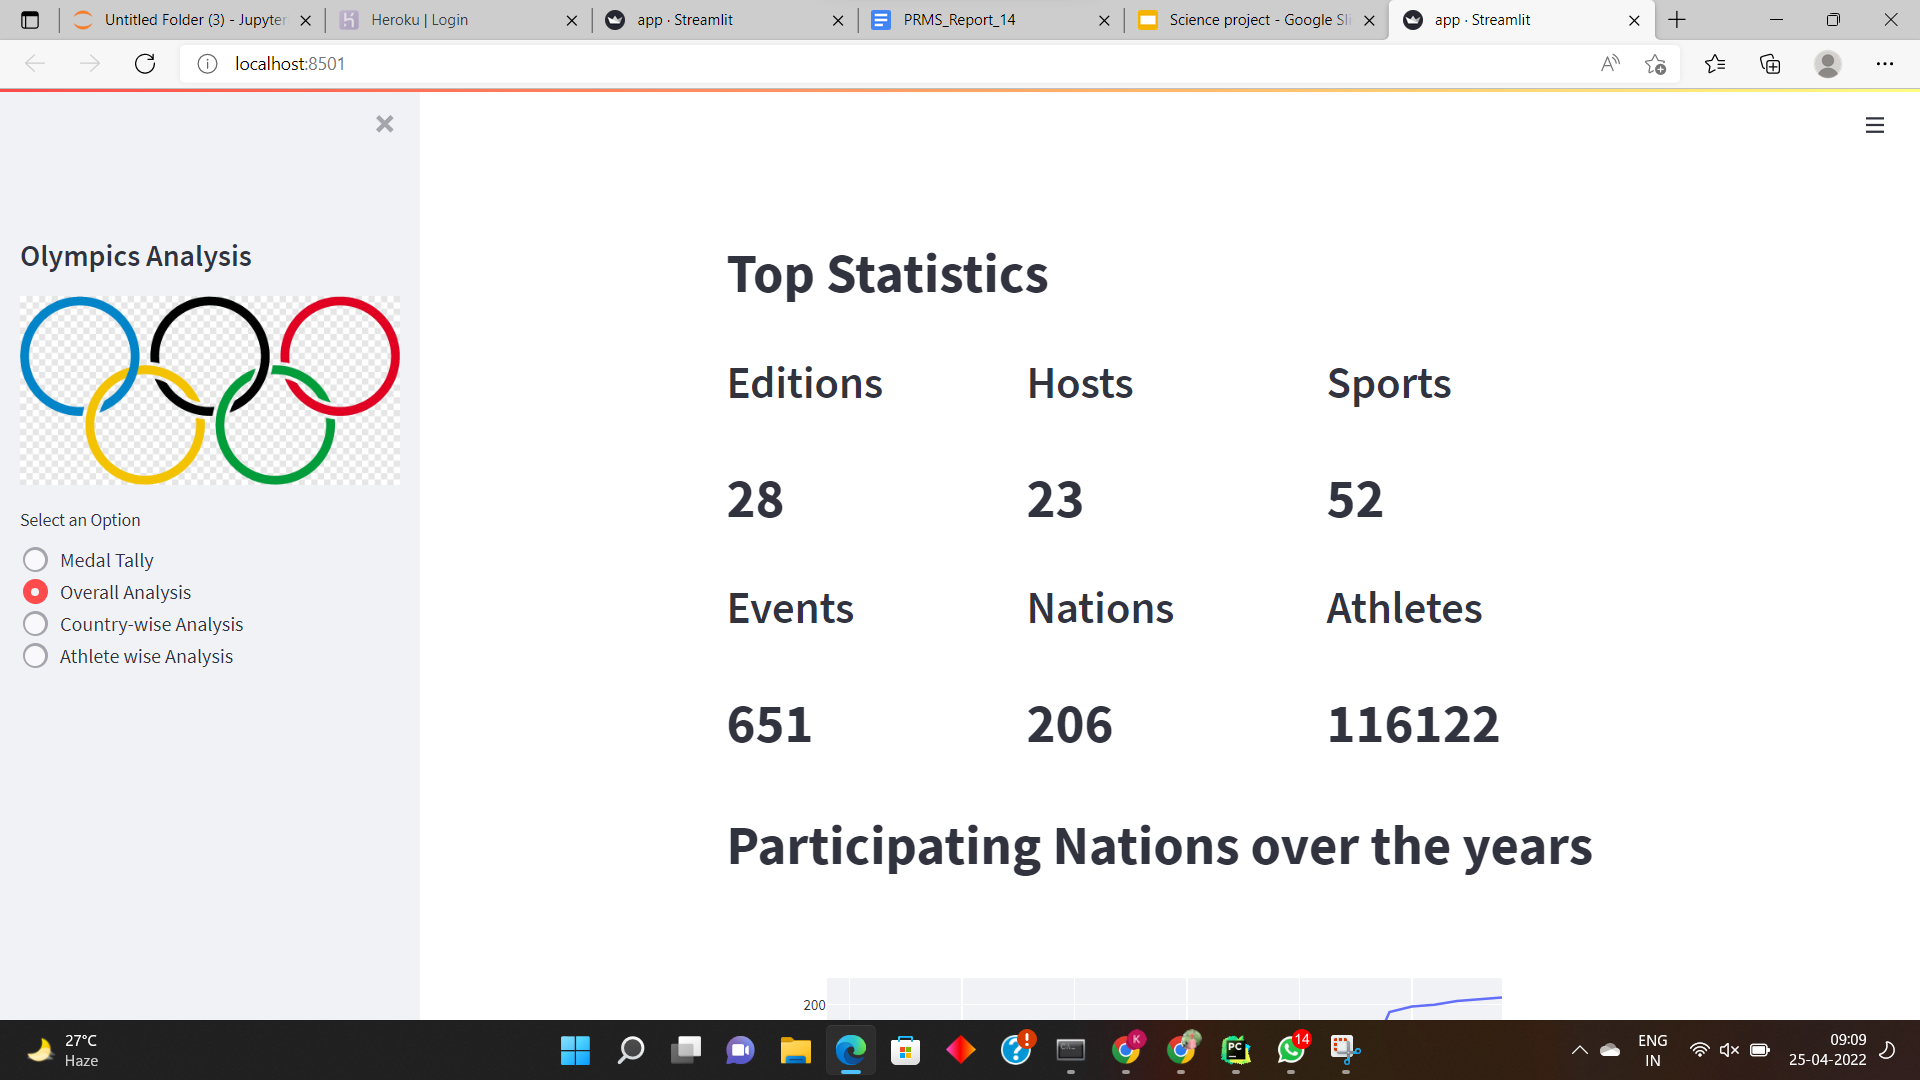 Untitled Folder (3) - Jupyter
Heroku | Login
app · Streamlit
PRMS_Report_14
Science project - Google Sli
app · Streamlit
localhost:8501
Olympics Analysis
Select an Option
Medal Tally
Overall Analysis
Country-wise Analysis
Athlete wise Analysis
Top Statistics
Editions Hosts Sports
28 23 52
Events Nations Athletes
651 206 116122
Participating Nations over the years
200
27°C
Haze
K
PC
14
ENG
IN
09:09
25-04-2022